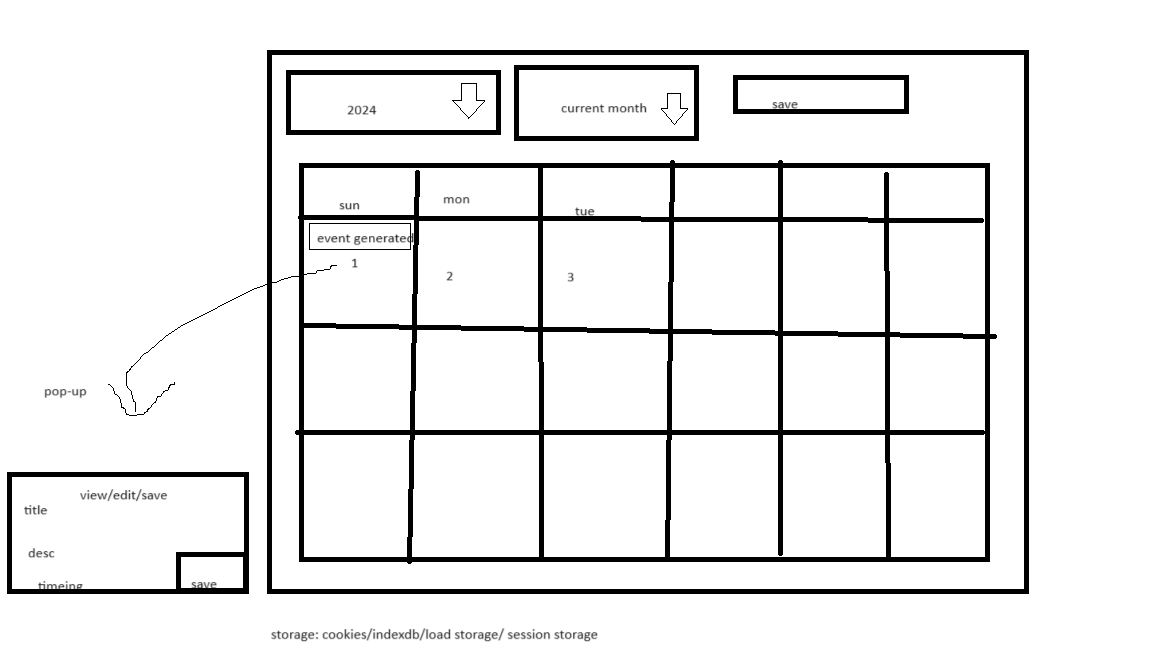 2024
current month
save
sun
mon
tue
event generated
1
2
3
pop-up
view/edit/save
title
desc
timeing
save
storage: cookies/indexdb/load storage/ session storage